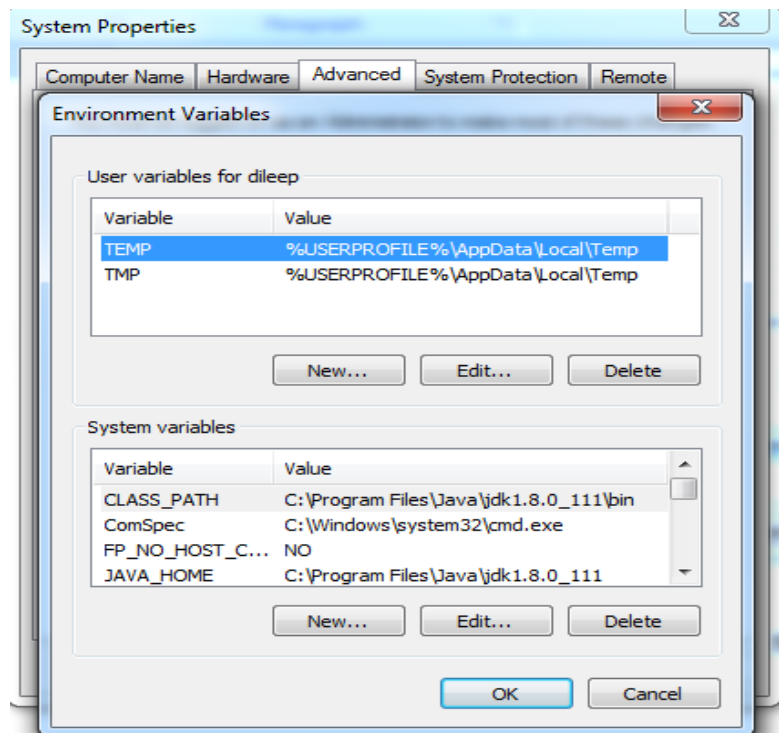 System Properties
Computer Name Hardware Advanced System Protection Remote
Environment Variables
User variables for dileep
Variable Value
TEMP %USERPROFILE%\AppData\Local\Temp
TMP %USERPROFILE%\AppData\Local\Temp
New... Edit... Delete
System variables
Variable Value
CLASS_PATH C:\Program Files\Java\jdk1.8.0_111\bin
ComSpec C:\Windows\system32\cmd.exe
FP_NO_HOST_C... NO
JAVA_HOME C:\Program Files\Java\jdk1.8.0_111
New... Edit... Delete
OK Cancel